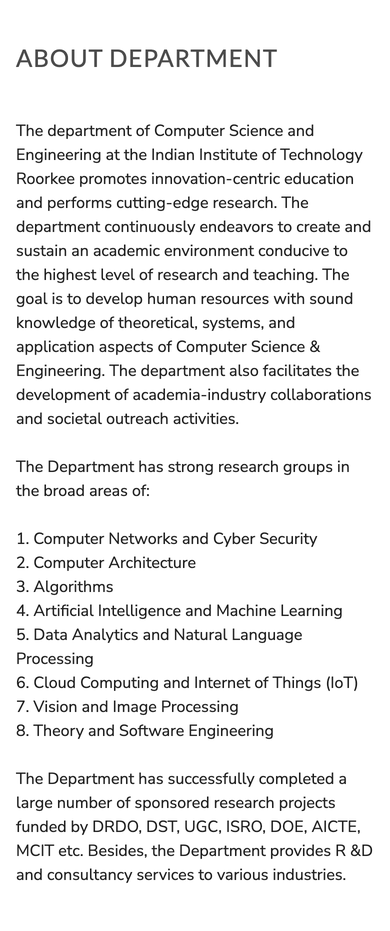 ABOUT DEPARTMENT
The department of Computer Science and
Engineering at the Indian Institute of Technology
Roorkee promotes innovation-centric education
and performs cutting-edge research. The
department continuously endeavors to create and
sustain an academic environment conducive to
the highest level of research and teaching. The
goal is to develop human resources with sound
knowledge of theoretical, systems, and
application aspects of Computer Science &
Engineering. The department also facilitates the
development of academia-industry collaborations
and societal outreach activities.
The Department has strong research groups in
the broad areas of:
1. Computer Networks and Cyber Security
2. Computer Architecture
3. Algorithms
4. Artificial Intelligence and Machine Learning
5. Data Analytics and Natural Language
Processing
6. Cloud Computing and Internet of Things (IoT)
7. Vision and Image Processing
8. Theory and Software Engineering
The Department has successfully completed a
large number of sponsored research projects
funded by DRDO, DST, UGC, ISRO, DOE, AICTE,
MCIT etc. Besides, the Department provides R &D
and consultancy services to various industries.